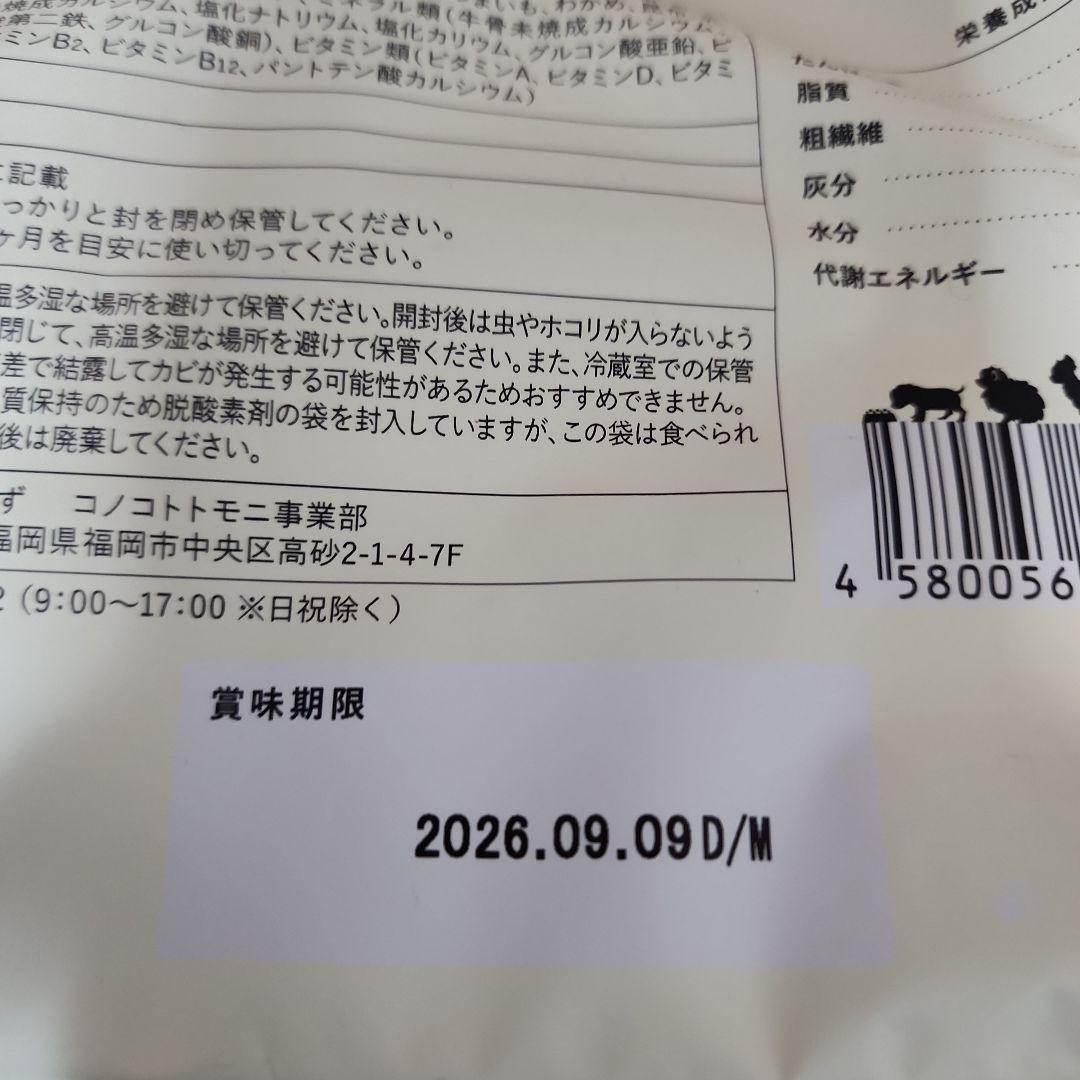 ミネラル類(牛骨未焼成カルシウム、
塩化ナトリウム、塩化カリウム、グルコン酸亜鉛、ビ
第二鉄、グルコン酸銅)、ビタミン類(ビタミンA、ビタミンD、ビタミ
ミンB2、ビタミンB12、パントテン酸カルシウム)
に記載
っかりと封を閉め保管してください。
ヶ月を目安に使い切ってください。
温多湿な場所を避けて保管ください。開封後は虫やホコリが入らないよう
閉じて、高温多湿な場所を避けて保管ください。また、冷蔵室での保管
差で結露してカビが発生する可能性があるためおすすめできません。
質保持のため脱酸素剤の袋を封入していますが、この袋は食べられ
後は廃棄してください。
ず コノコトトモニ事業部
福岡県福岡市中央区高砂2-1-4-7F
2(9:00〜17:00 ※日祝除く)
栄養成
脂質
粗繊維
灰分
水分
代謝エネルギー
4 580056
賞味期限
2026.09.09D/M